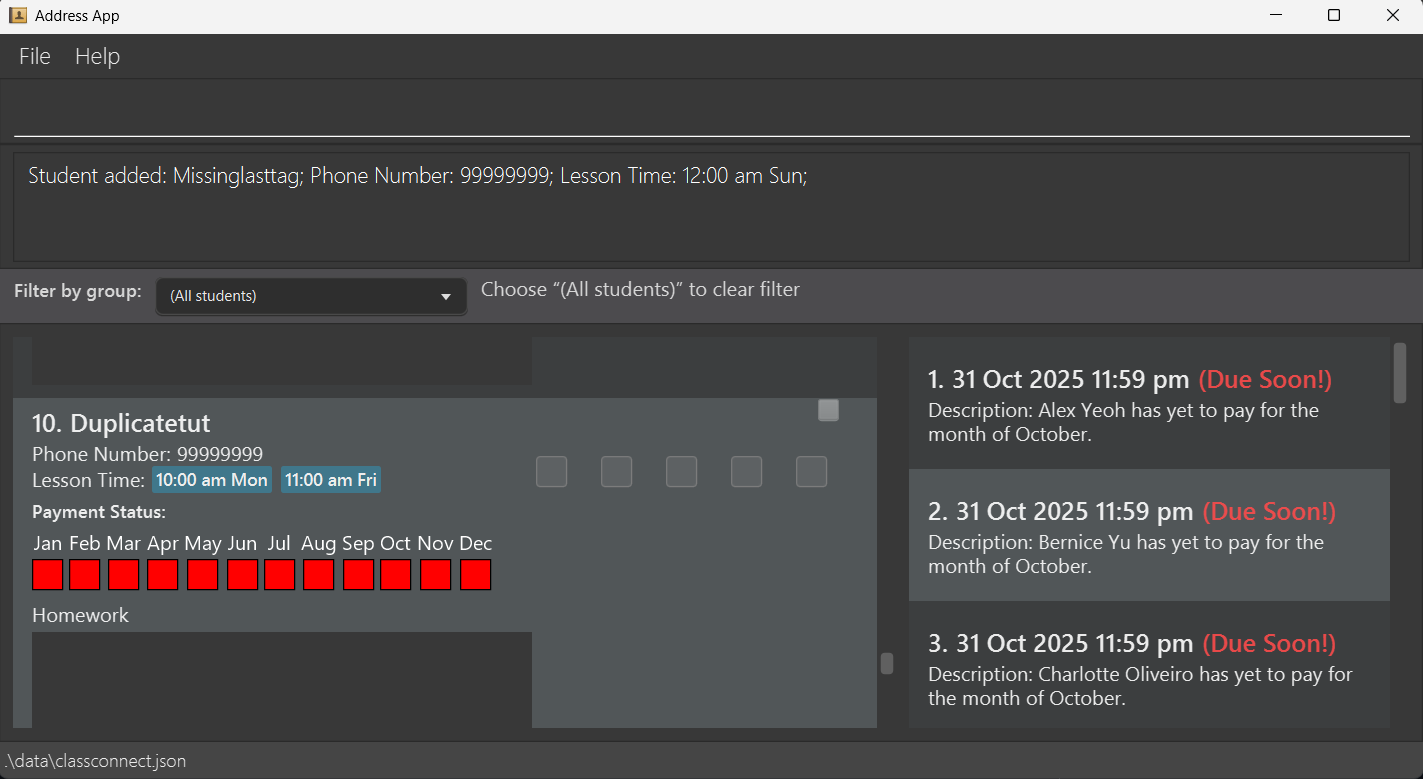 Address App
File Help
Student added: Missinglasttag; Phone Number: 99999999; Lesson Time: 12:00 am Sun;
Filter by group: (All students) Choose “(All students)” to clear filter
10. Duplicatetut
Phone Number: 99999999
Lesson Time: 10:00 am Mon 11:00 am Fri
Payment Status:
Jan Feb Mar Apr May Jun Jul Aug Sep Oct Nov Dec
Homework
1. 31 Oct 2025 11:59 pm (Due Soon!)
Description: Alex Yeoh has yet to pay for the
month of October.
2. 31 Oct 2025 11:59 pm (Due Soon!)
Description: Bernice Yu has yet to pay for the
month of October.
3. 31 Oct 2025 11:59 pm (Due Soon!)
Description: Charlotte Oliveiro has yet to pay for
the month of October.
.\data\classconnect.json